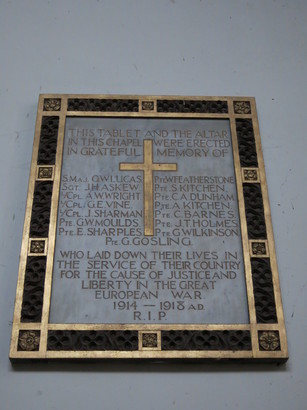 THIS TABLET AND THE ALTAR
IN THIS CHAPEL WERE ERECTED
IN GRATEFUL MEMORY OF
S.MAJ. G.W. LUCAS PTE W. FEATHERSTONE
SGT. J.H. ASKEW PTE. S. KITCHEN.
L/CPL. A.W. WRIGHT PTE. C.A. DUNHAM.
L/CPL. G.E. VINE. PTE. A. KITCHEN.
L/CPL. J. SHARMAN PTE. C. BARNES.
PTE. G.W. MOULDS. PTE. J.T. HOLMES
PTE. E. SHARPLES PTE. G. WILKINSON
PTE. G. GOSLING
WHO LAID DOWN THEIR LIVES IN
THE SERVICE OF THEIR COUNTRY
FOR THE CAUSE OF JUSTICE AND
LIBERTY IN THE GREAT
EUROPEAN WAR
1914 — 1918 AD
R.I.P